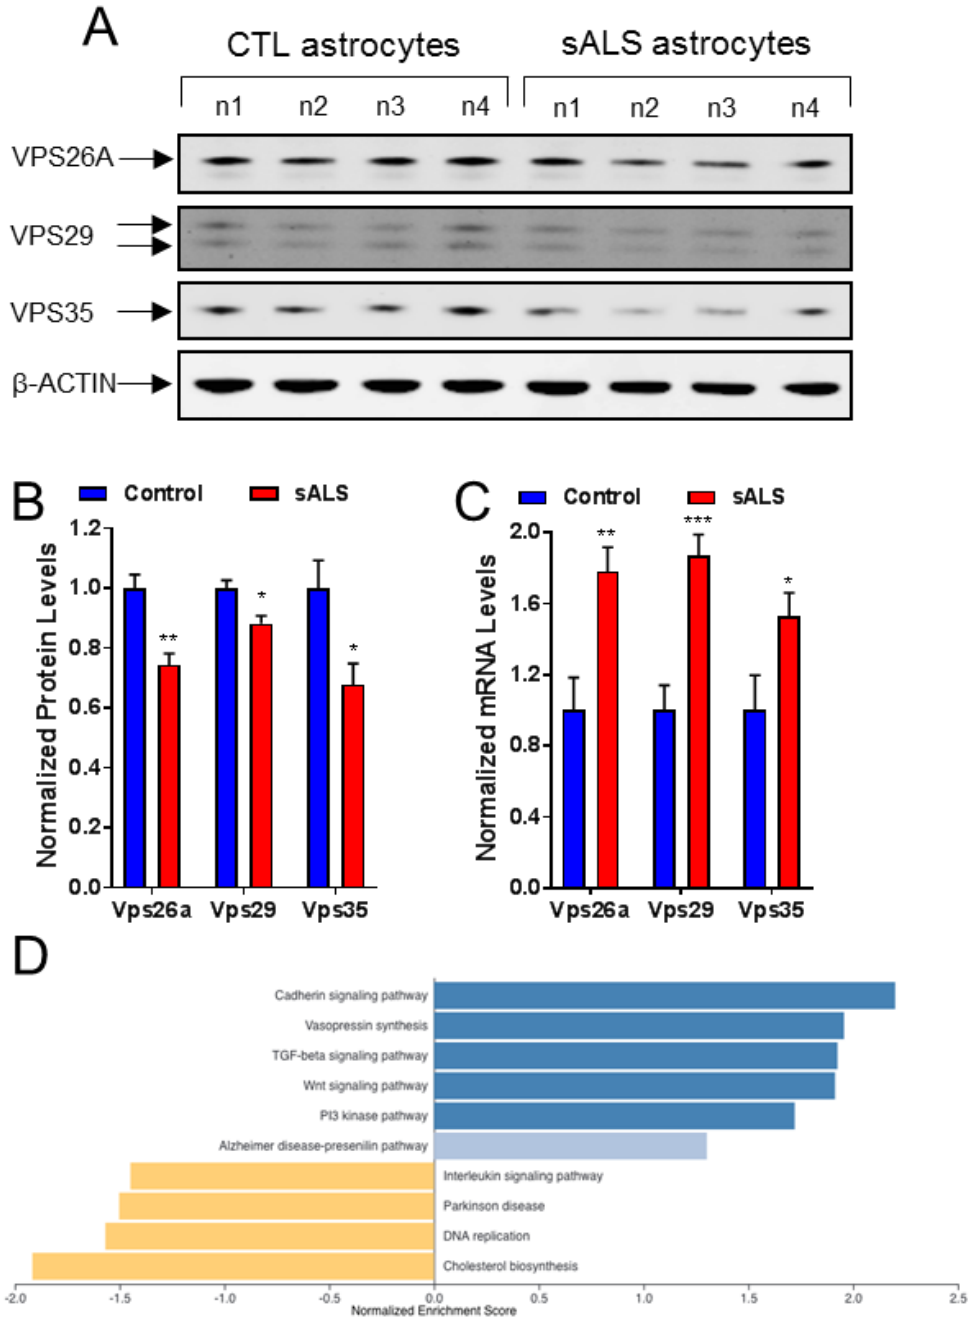 A
CTL astrocytes
sALS astrocytes
n1 n2 n3 n4 n1 n2 n3 n4
VPS26A
VPS29
VPS35
β-ACTIN
B
Control sALS
Normalized Protein Levels
1.2
1.0
0.8
0.6
0.4
0.2
0.0
** * *
Vps26a Vps29 Vps35
C
Control sALS
Normalized mRNA Levels
2.0
1.6
1.2
0.8
0.4
0.0
** *** *
Vps26a Vps29 Vps35
D
Cadherin signaling pathway
Vasopressin synthesis
TGF-beta signaling pathway
Wnt signaling pathway
PI3 kinase pathway
Alzheimer disease-presenilin pathway
Interleukin signaling pathway
Parkinson disease
DNA replication
Cholesterol biosynthesis
-2.0 -1.5 -1.0 -0.5 0.0 0.5 1.0 1.5 2.0 2.5
Normalized Enrichment Score